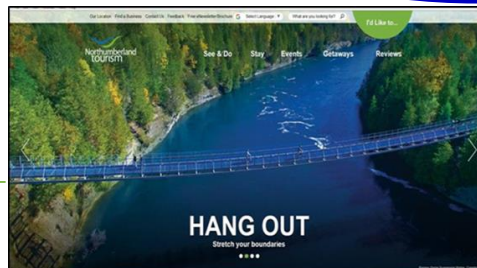 Our Location Find a Business Contact Us Feedback Free eNewsletter/Brochure Select Language ▼ What are you looking for?
I'd Like to...
Northumberland
tourism
See & Do Stay Events Getaways Reviews
HANG OUT
Stretch your boundaries